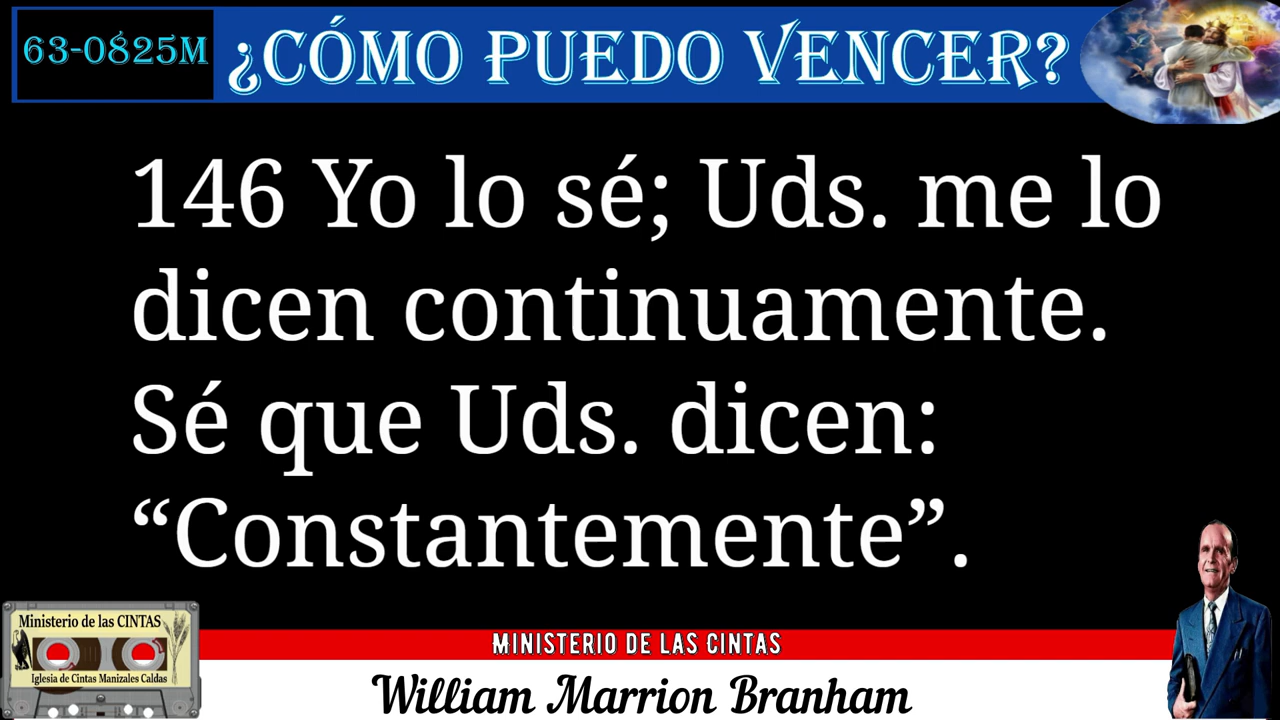 63-0825M
¿CÓMO PUEDO VENCER?
146 Yo lo sé; Uds. me lo
dicen continuamente.
Sé que Uds. dicen:
“Constantemente”.
Ministerio de las CINTAS
Iglesia de Cintas Manizales Caldas
MINISTERIO DE LAS CINTAS
William Marrion Branham